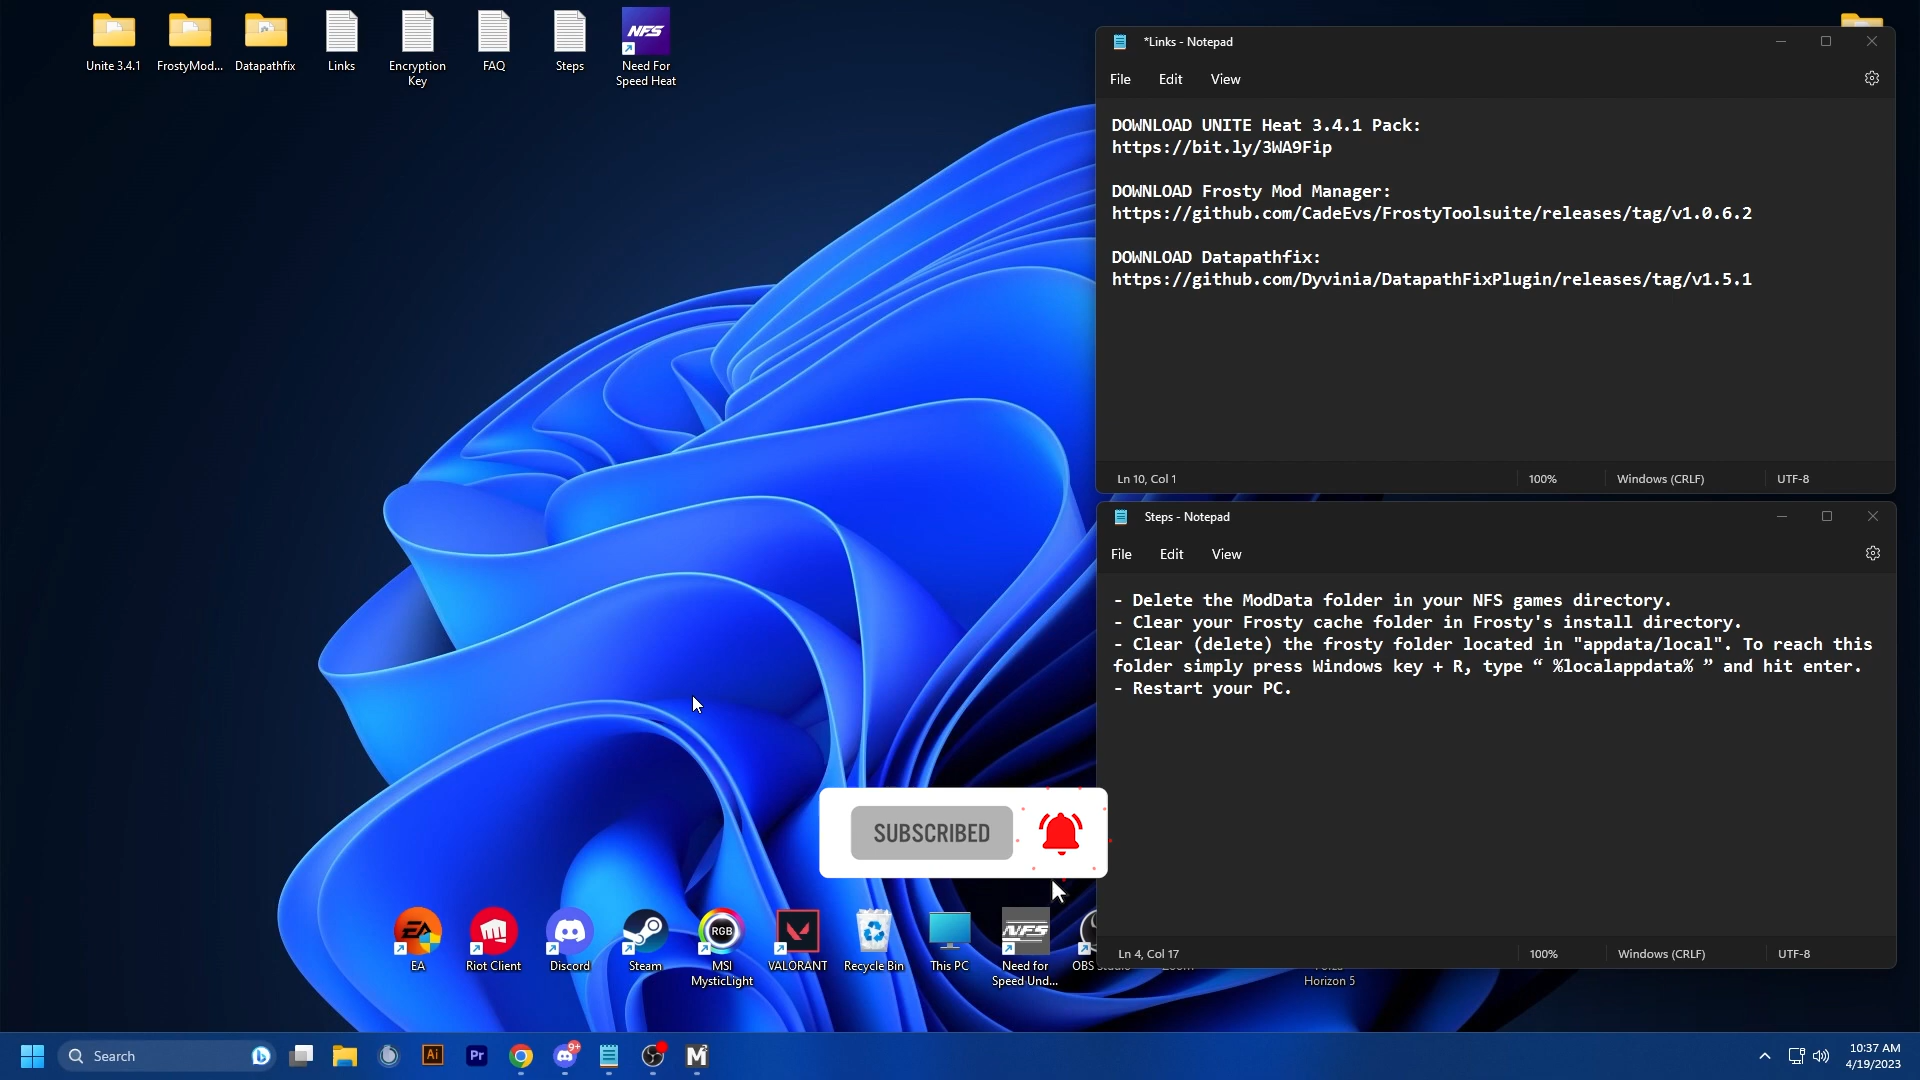 Unite 3.4.1
FrostyMod...
Datapathfix
Links
Encryption
Key
FAQ
Steps
NFS
Need For
Speed Heat
*Links - Notepad
File Edit View
DOWNLOAD UNITE Heat 3.4.1 Pack:
https://bit.ly/3WA9Fip
DOWNLOAD Frosty Mod Manager:
https://github.com/CadeEvs/FrostyToolsuite/releases/tag/v1.0.6.2
DOWNLOAD Datapathfix:
https://github.com/Dyvinia/DatapathFixPlugin/releases/tag/v1.5.1
Ln 10, Col 1 100% Windows (CRLF) UTF-8
Steps - Notepad
File Edit View
- Delete the ModData folder in your NFS games directory.
- Clear your Frosty cache folder in Frosty's install directory.
- Clear (delete) the frosty folder located in "appdata/local". To reach this
folder simply press Windows key + R, type “ %localappdata% ” and hit enter.
- Restart your PC.
Ln 4, Col 17 100% Windows (CRLF) UTF-8
SUBSCRIBED
EA
EA
Riot Client
Discord
Steam
RGB
MSI
MysticLight
VALORANT
Recycle Bin
This PC
NFS
Need for
Speed Und...
OBS
Horizon 5
Search
Ai
Pr
9+
M
10:37 AM
4/19/2023